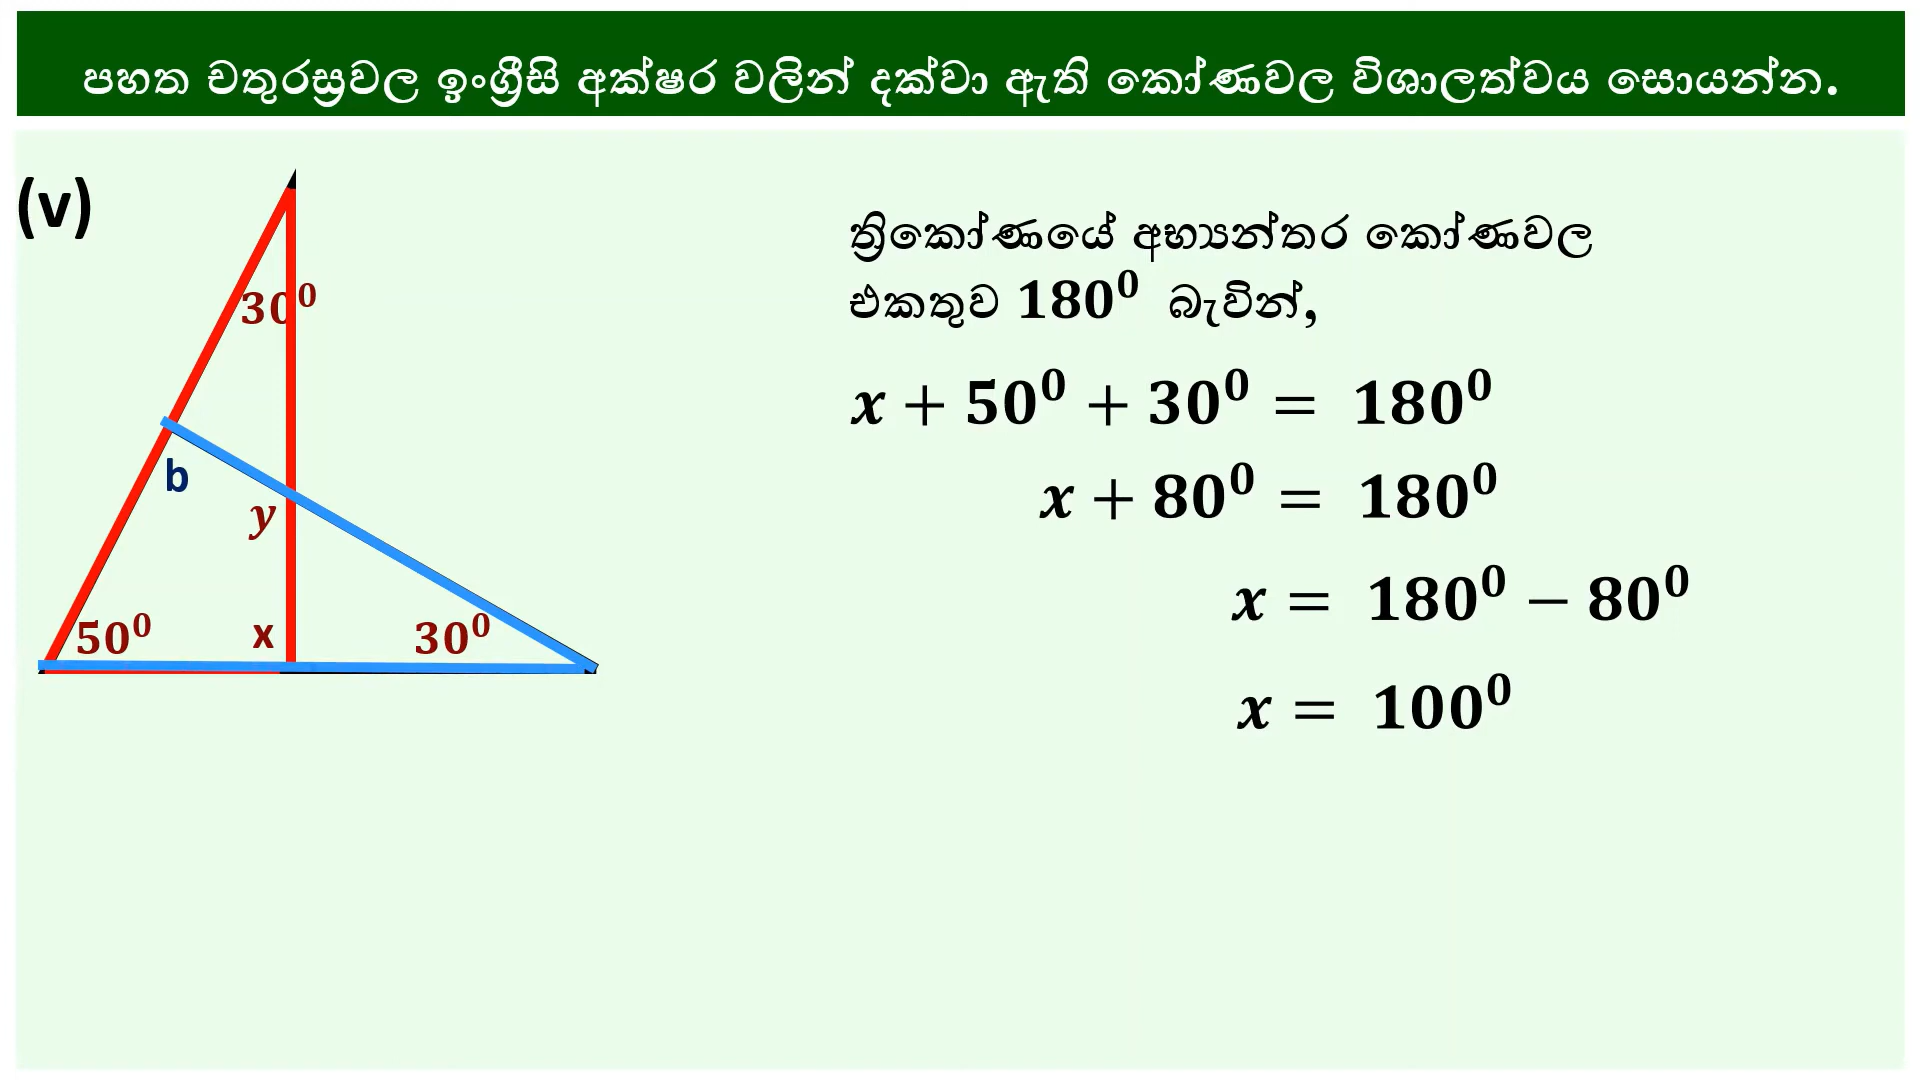 පහත චතුරස්‍රවල ඉංග්‍රීසි අක්ෂර වලින් දක්වා ඇති කෝණවල විශාලත්වය සොයන්න.
(v)
30⁰
b
y
50⁰ x 30⁰
ත්‍රිකෝණයේ අභ්‍යන්තර කෝණවල
එකතුව 180⁰ බැවින්,
x + 50⁰ + 30⁰ = 180⁰
x + 80⁰ = 180⁰
x = 180⁰ − 80⁰
x = 100⁰